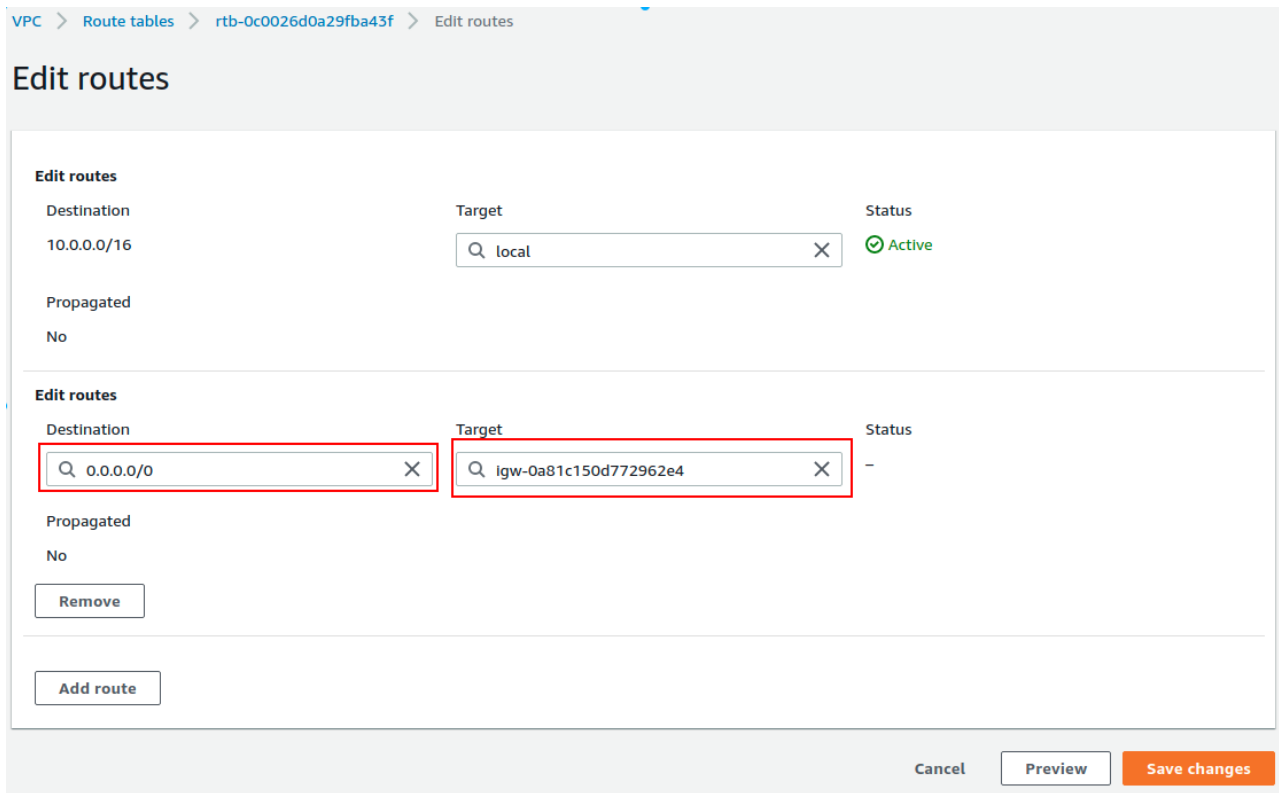 VPC > Route tables > rtb-0c0026d0a29fba43f > Edit routes
Edit routes
Edit routes
Destination Target Status
10.0.0.0/16 local Active
Propagated
No
Edit routes
Destination Target Status
0.0.0.0/0 igw-0a81c150d772962e4 –
Propagated
No
Remove
Add route
Cancel Preview Save changes